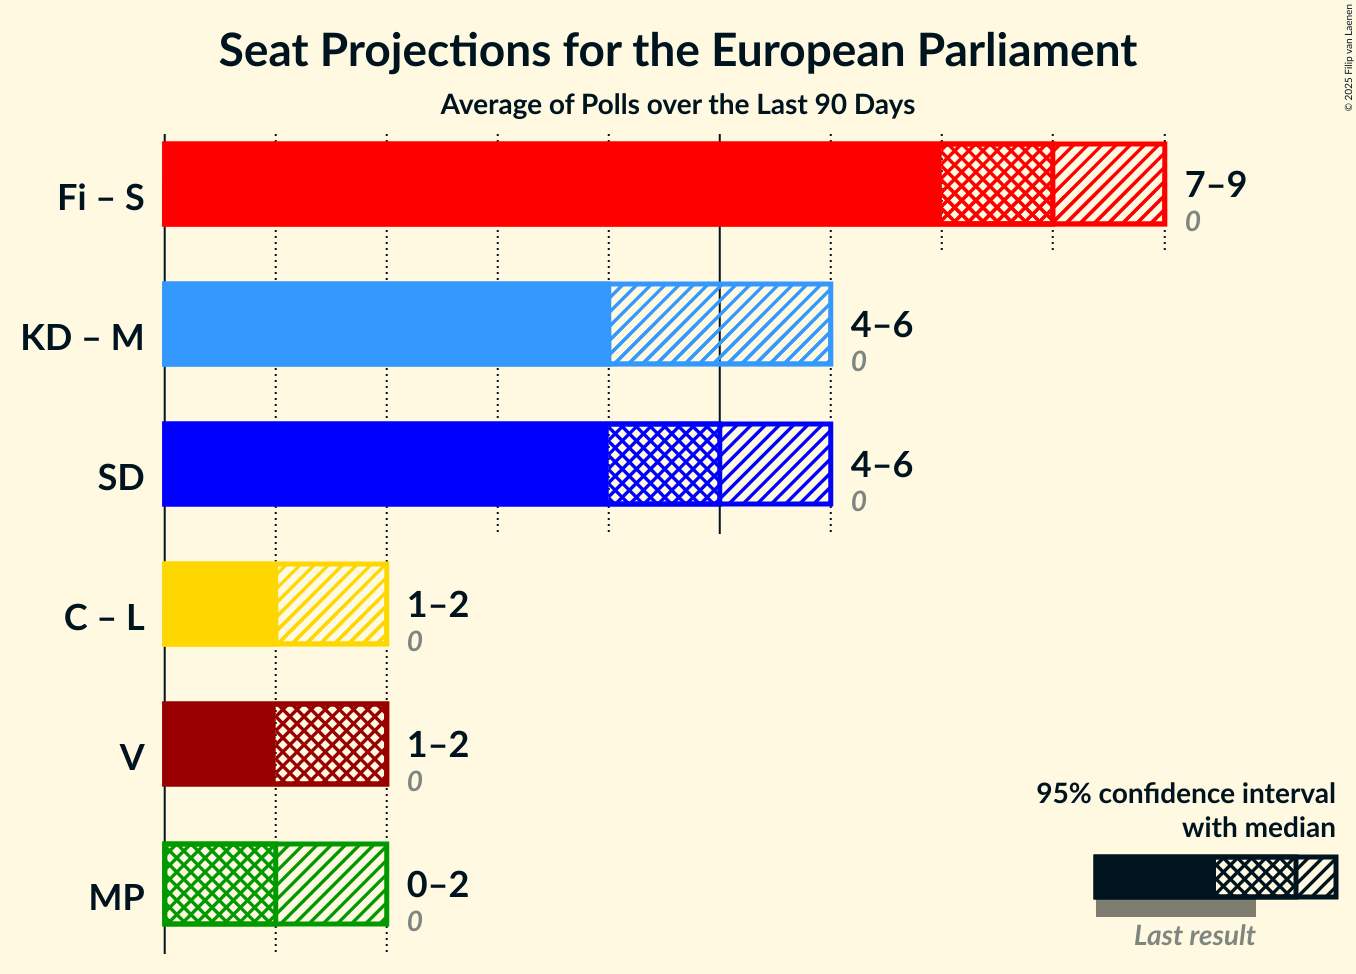 Seat Projections for the European Parliament
Average of Polls over the Last 90 Days
© 2025 Filip van Laenen
Fi – S
7–9
0
KD – M
4–6
0
SD
4–6
0
C – L
1–2
0
V
1–2
0
MP
0–2
0
95% confidence interval
with median
Last result